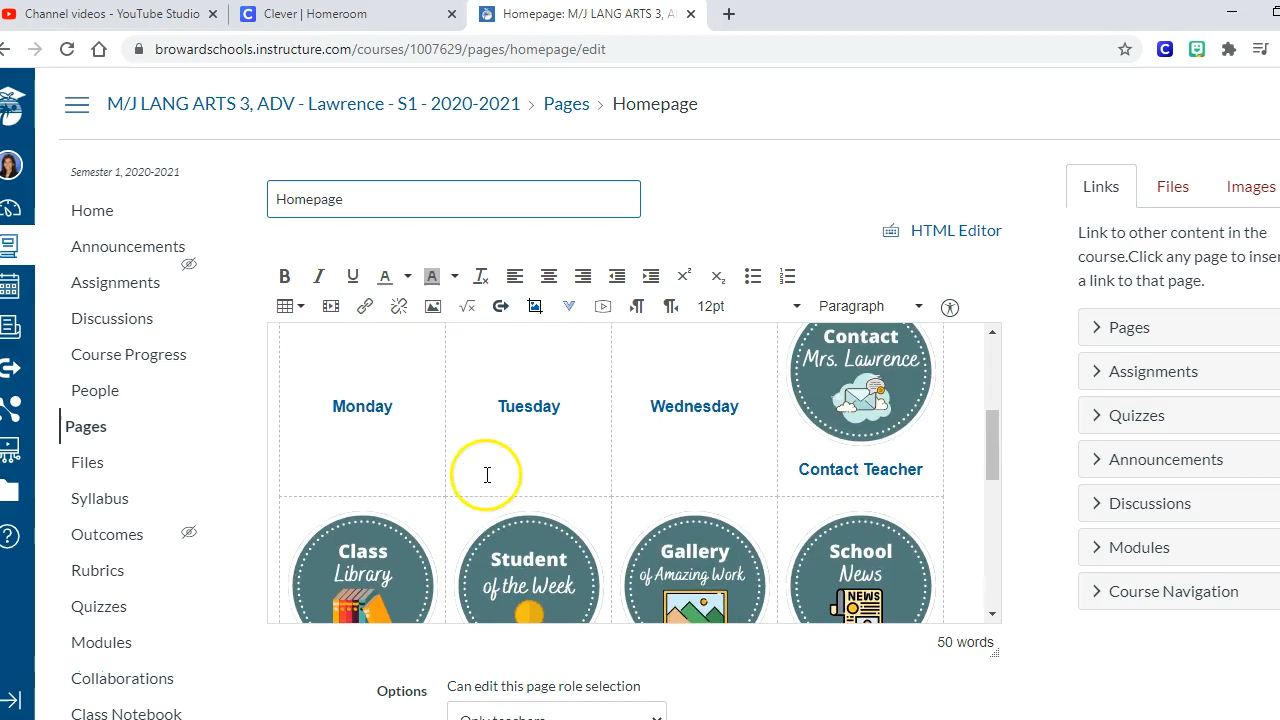 Channel videos - YouTube Studio
Clever | Homeroom
Homepage: M/J LANG ARTS 3, A
browardschools.instructure.com/courses/1007629/pages/homepage/edit
M/J LANG ARTS 3, ADV - Lawrence - S1 - 2020-2021 > Pages > Homepage
Semester 1, 2020-2021
Home
Announcements
Assignments
Discussions
Course Progress
People
Pages
Files
Syllabus
Outcomes
Rubrics
Quizzes
Modules
Collaborations
Class Notebook
Homepage
HTML Editor
12pt
Paragraph
Contact
Mrs. Lawrence
Monday
Tuesday
Wednesday
Contact Teacher
Class
Library
Student
of the Week
Gallery
of Amazing Work
School
News
NEWS
50 words
Options
Can edit this page role selection
Only teachers
Links
Files
Images
Link to other content in the
course.Click any page to inser
a link to that page.
Pages
Assignments
Quizzes
Announcements
Discussions
Modules
Course Navigation